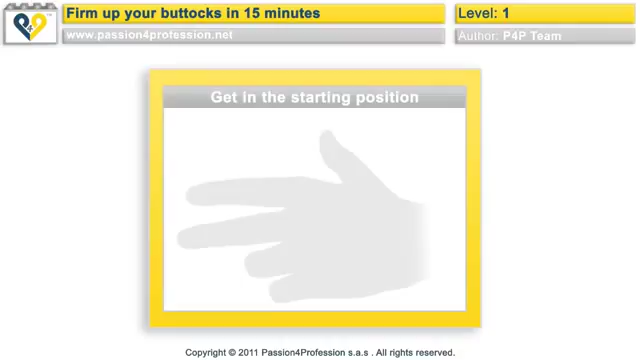 Firm up your buttocks in 15 minutes
Level: 1
www.passion4profession.net
Author: P4P Team
Get in the starting position
Copyright © 2011 Passion4Profession s.a.s . All rights reserved.